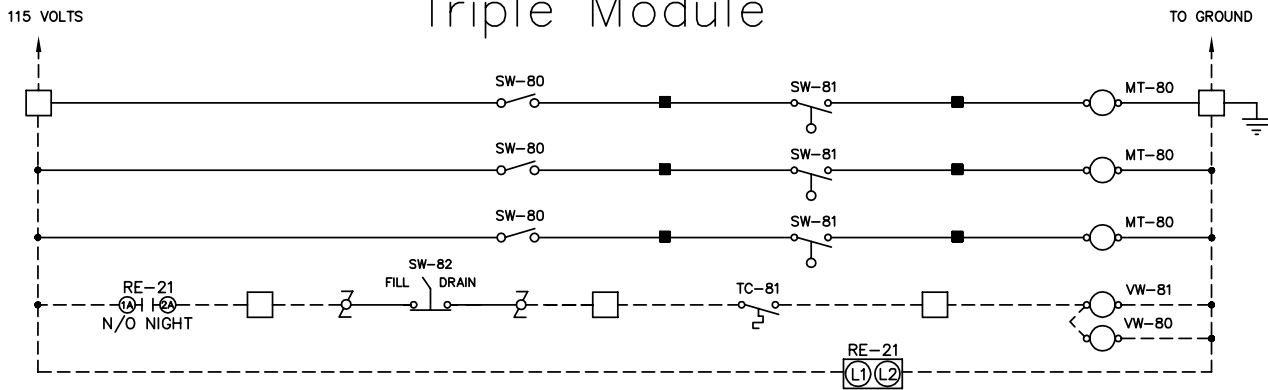 Triple Module
115 VOLTS
TO GROUND
SW-80
SW-81
MT-80
SW-80
SW-81
MT-80
SW-80
SW-81
MT-80
RE-21
1A
2A
N/O NIGHT
SW-82
FILL
DRAIN
TC-81
VW-81
VW-80
RE-21
L1
L2